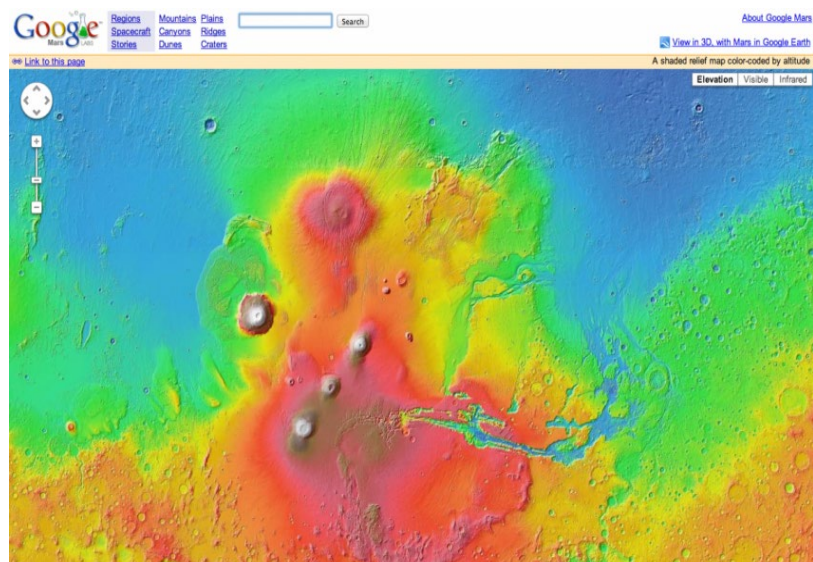 Google
Mars LABS
Regions Mountains Plains
Spacecraft Canyons Ridges
Stories Dunes Craters
Search
About Google Mars
View in 3D, with Mars in Google Earth
Link to this page
A shaded relief map color-coded by altitude
Elevation Visible Infrared